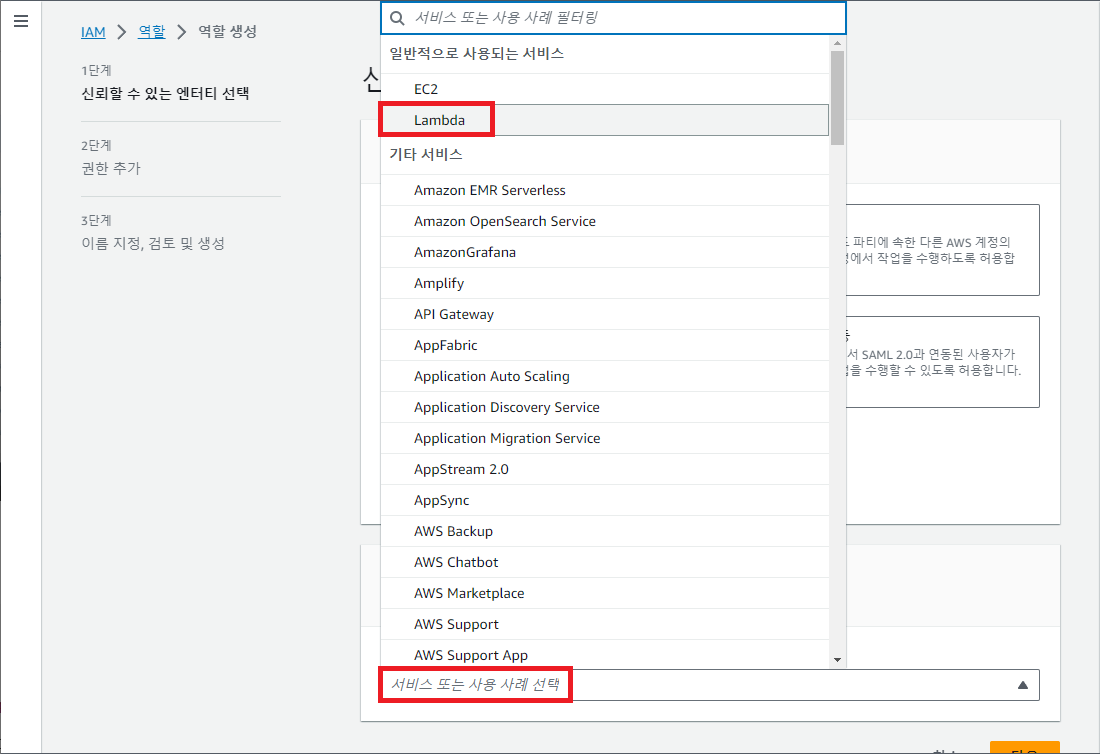 IAM > 역할 > 역할 생성
1단계
신뢰할 수 있는 엔터티 선택
2단계
권한 추가
3단계
이름 지정, 검토 및 생성
서비스 또는 사용 사례 필터링
일반적으로 사용되는 서비스
EC2
Lambda
기타 서비스
Amazon EMR Serverless
Amazon OpenSearch Service
AmazonGrafana
Amplify
API Gateway
AppFabric
Application Auto Scaling
Application Discovery Service
Application Migration Service
AppStream 2.0
AppSync
AWS Backup
AWS Chatbot
AWS Marketplace
AWS Support
AWS Support App
서비스 또는 사용 사례 선택
파티에 속한 다른 AWS 계정의
에서 작업을 수행하도록 허용합
서 SAML 2.0과 연동된 사용자가
을 수행할 수 있도록 허용합니다.